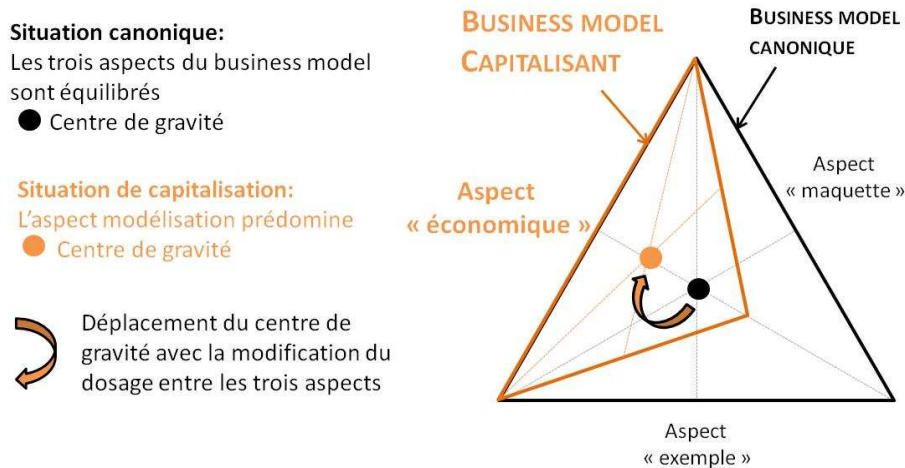 Situation canonique:
Les trois aspects du business model
sont équilibrés
Centre de gravité
Situation de capitalisation:
L'aspect modélisation prédomine
Centre de gravité
Déplacement du centre de
gravité avec la modification du
dosage entre les trois aspects
BUSINESS MODEL
CAPITALISANT
BUSINESS MODEL
CANONIQUE
Aspect
« économique »
Aspect
« maquette »
Aspect
« exemple »